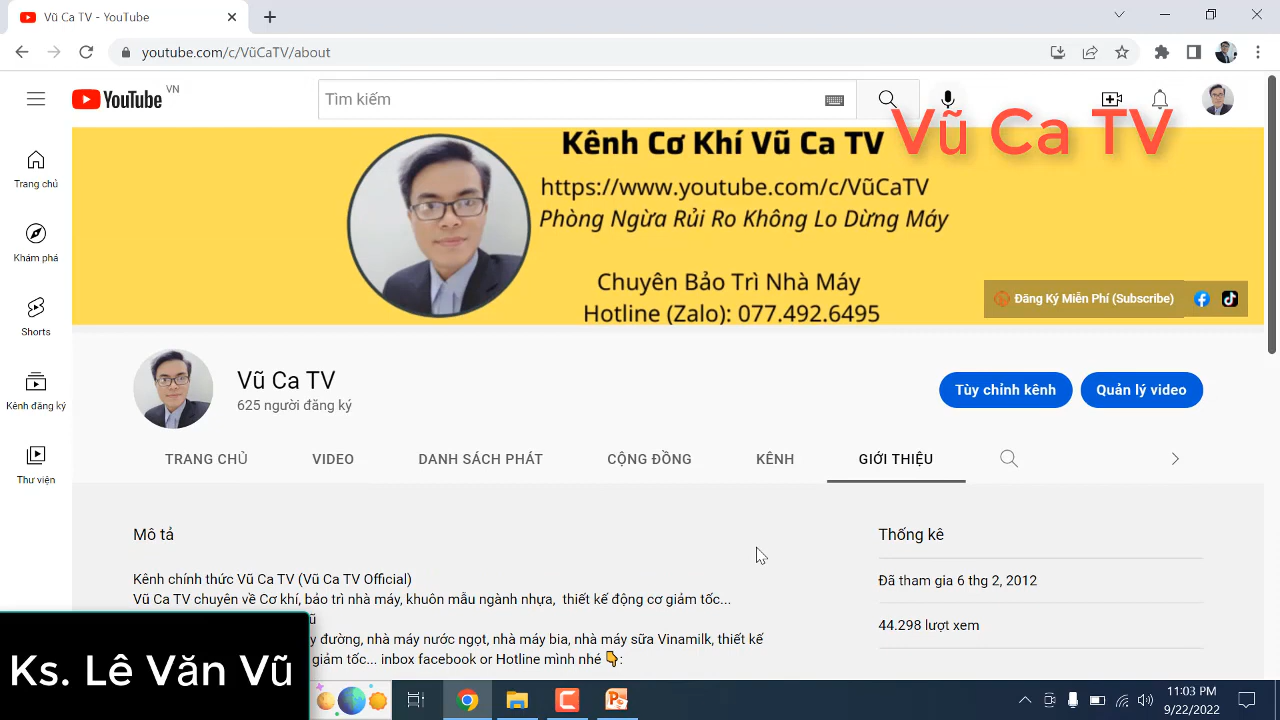 Vũ Ca TV - YouTube
youtube.com/c/VũCaTV/about
YouTube VN
Tìm kiếm
Vũ Ca TV
Kênh Cơ Khí Vũ Ca TV
https://www.youtube.com/c/VũCaTV
Phòng Ngừa Rủi Ro Không Lo Dừng Máy
Chuyên Bảo Trì Nhà Máy
Hotline (Zalo): 077.492.6495
Đăng Ký Miễn Phí (Subscribe)
Trang chủ
Khám phá
Shorts
Kênh đăng ký
Thư viện
Vũ Ca TV
625 người đăng ký
Tùy chỉnh kênh
Quản lý video
TRANG CHỦ VIDEO DANH SÁCH PHÁT CỘNG ĐỒNG KÊNH GIỚI THIỆU
Mô tả
Kênh chính thức Vũ Ca TV (Vũ Ca TV Official)
Vũ Ca TV chuyên về Cơ khí, bảo trì nhà máy, khuôn mẫu ngành nhựa, thiết kế động cơ giảm tốc...
ũ
y đường, nhà máy nước ngọt, nhà máy bia, nhà máy sữa Vinamilk, thiết kế
giảm tốc... inbox facebook or Hotline mình nhé 👇:
Thống kê
Đã tham gia 6 thg 2, 2012
44.298 lượt xem
Ks. Lê Văn Vũ
11:03 PM
9/22/2022